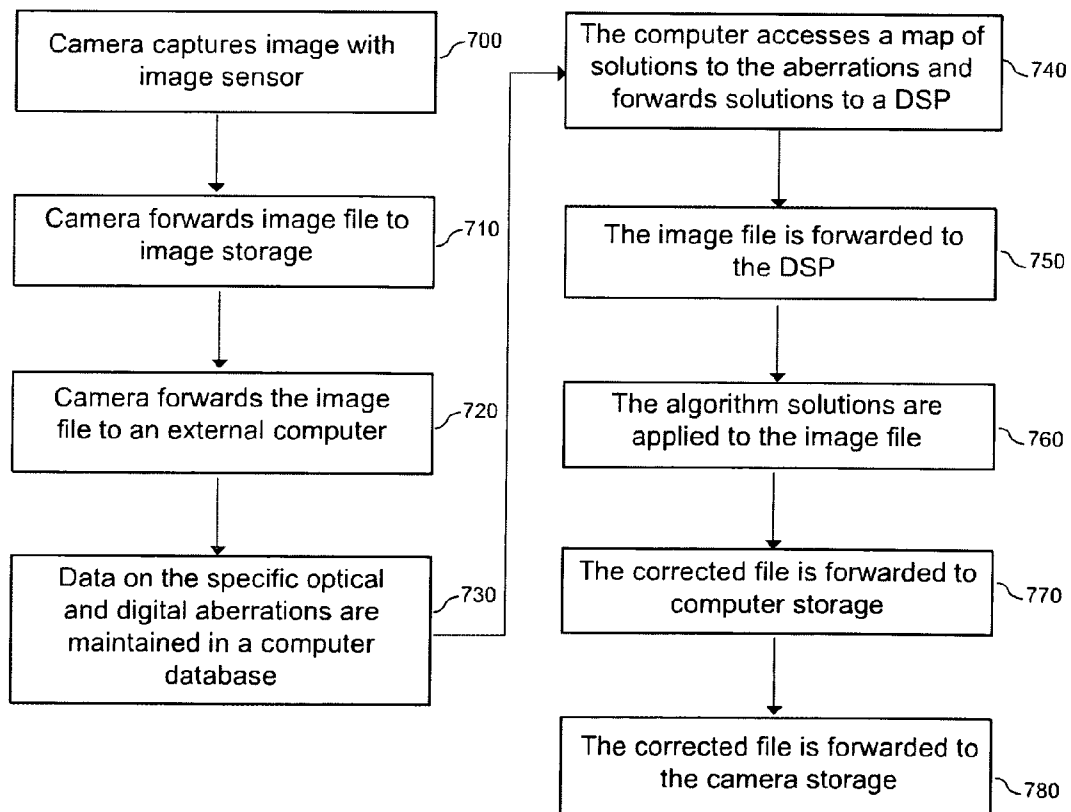 Camera captures image with
image sensor
700
Camera forwards image file to
image storage
710
Camera forwards the image
file to an external computer
720
Data on the specific optical
and digital aberrations are
maintained in a computer
database
730
The computer accesses a map of
solutions to the aberrations and
forwards solutions to a DSP
740
The image file is forwarded to
the DSP
750
The algorithm solutions are
applied to the image file
760
The corrected file is forwarded to
computer storage
770
The corrected file is forwarded to
the camera storage
780